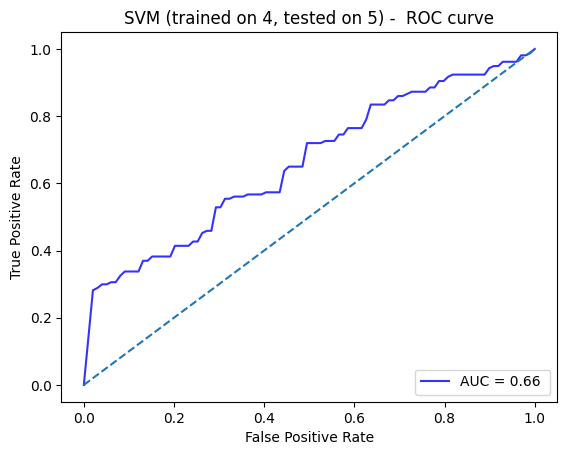 SVM (trained on 4, tested on 5) -  ROC curve
1.0
0.8
0.6
0.4
0.2
0.0
True Positive Rate
AUC = 0.66
0.0 0.2 0.4 0.6 0.8 1.0
False Positive Rate